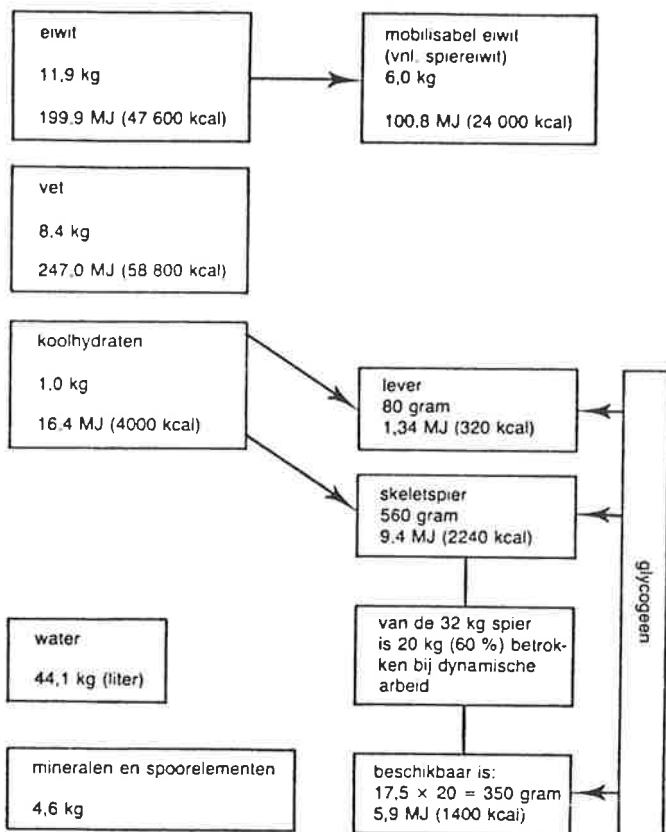 eiwit
11,9 kg
199.9 MJ (47 600 kcal)
mobilisabel eiwit
(vnl. spiereiwit)
6,0 kg
100.8 MJ (24 000 kcal)
vet
8.4 kg
247,0 MJ (58 800 kcal)
koolhydraten
1,0 kg
16.4 MJ (4000 kcal)
lever
80 gram
1,34 MJ (320 kcal)
skeletspier
560 gram
9.4 MJ (2240 kcal)
glycogeen
van de 32 kg spier
is 20 kg (60 %) betrok-
ken bij dynamische
arbeid
water
44,1 kg (liter)
mineralen en spoorelementen
4,6 kg
beschikbaar is:
17,5 × 20 = 350 gram
5,9 MJ (1400 kcal)